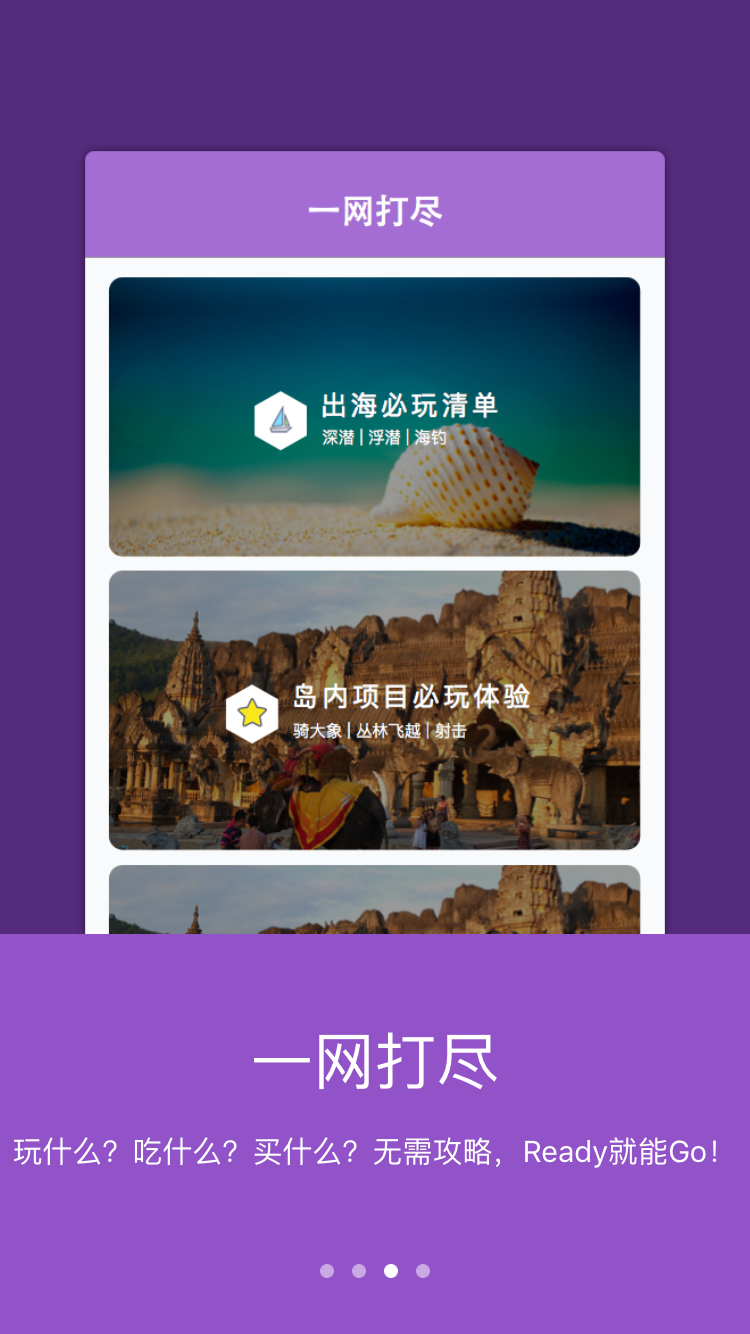 一网打尽
出海必玩清单
深潜 | 浮潜 | 海钓
岛内项目必玩体验
骑大象 | 丛林飞越 | 射击
一网打尽
玩什么？吃什么？买什么？无需攻略，Ready就能Go！